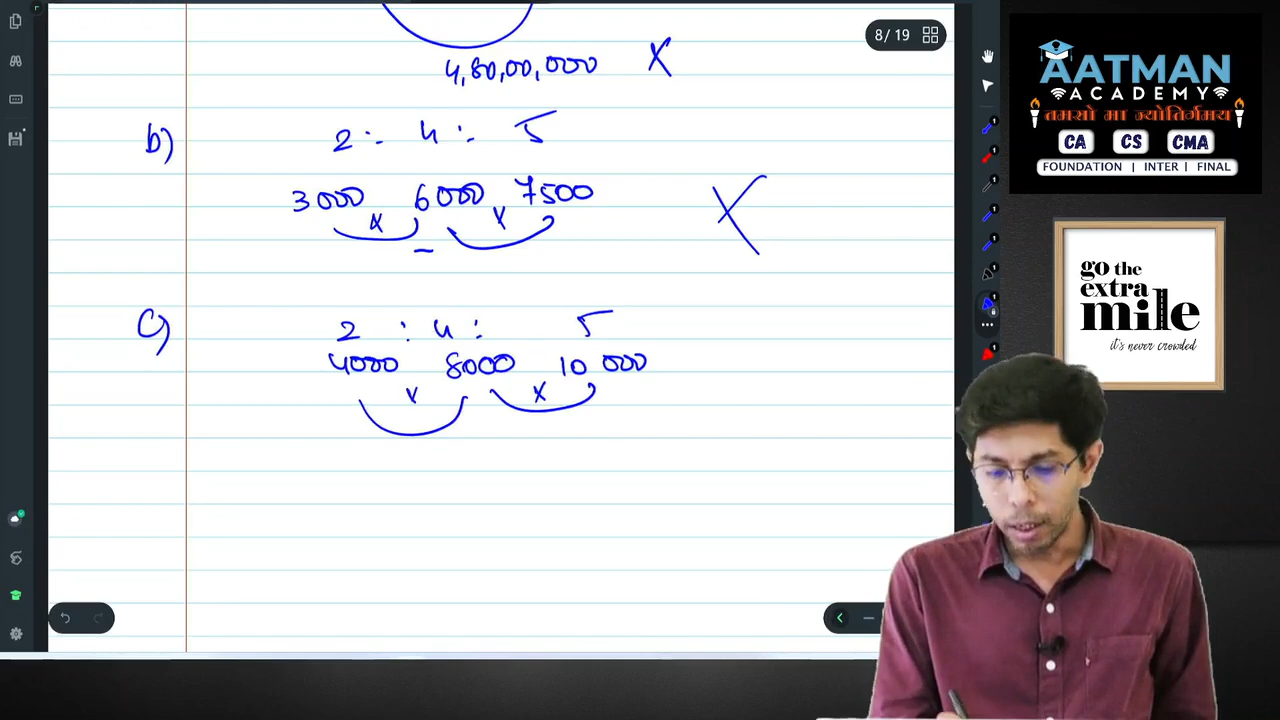 8 / 19
4,80,00,000 X
b) 2 : 4 : 5
3000 6000 7500
x x
X
c) 2 : 4 : 5
4000 8000 10 000
x x
AATMAN
ACADEMY
तमसो मा ज्योतिर्गमय
CA CS CMA
FOUNDATION | INTER | FINAL
go the
extra
mile
it's never crowded